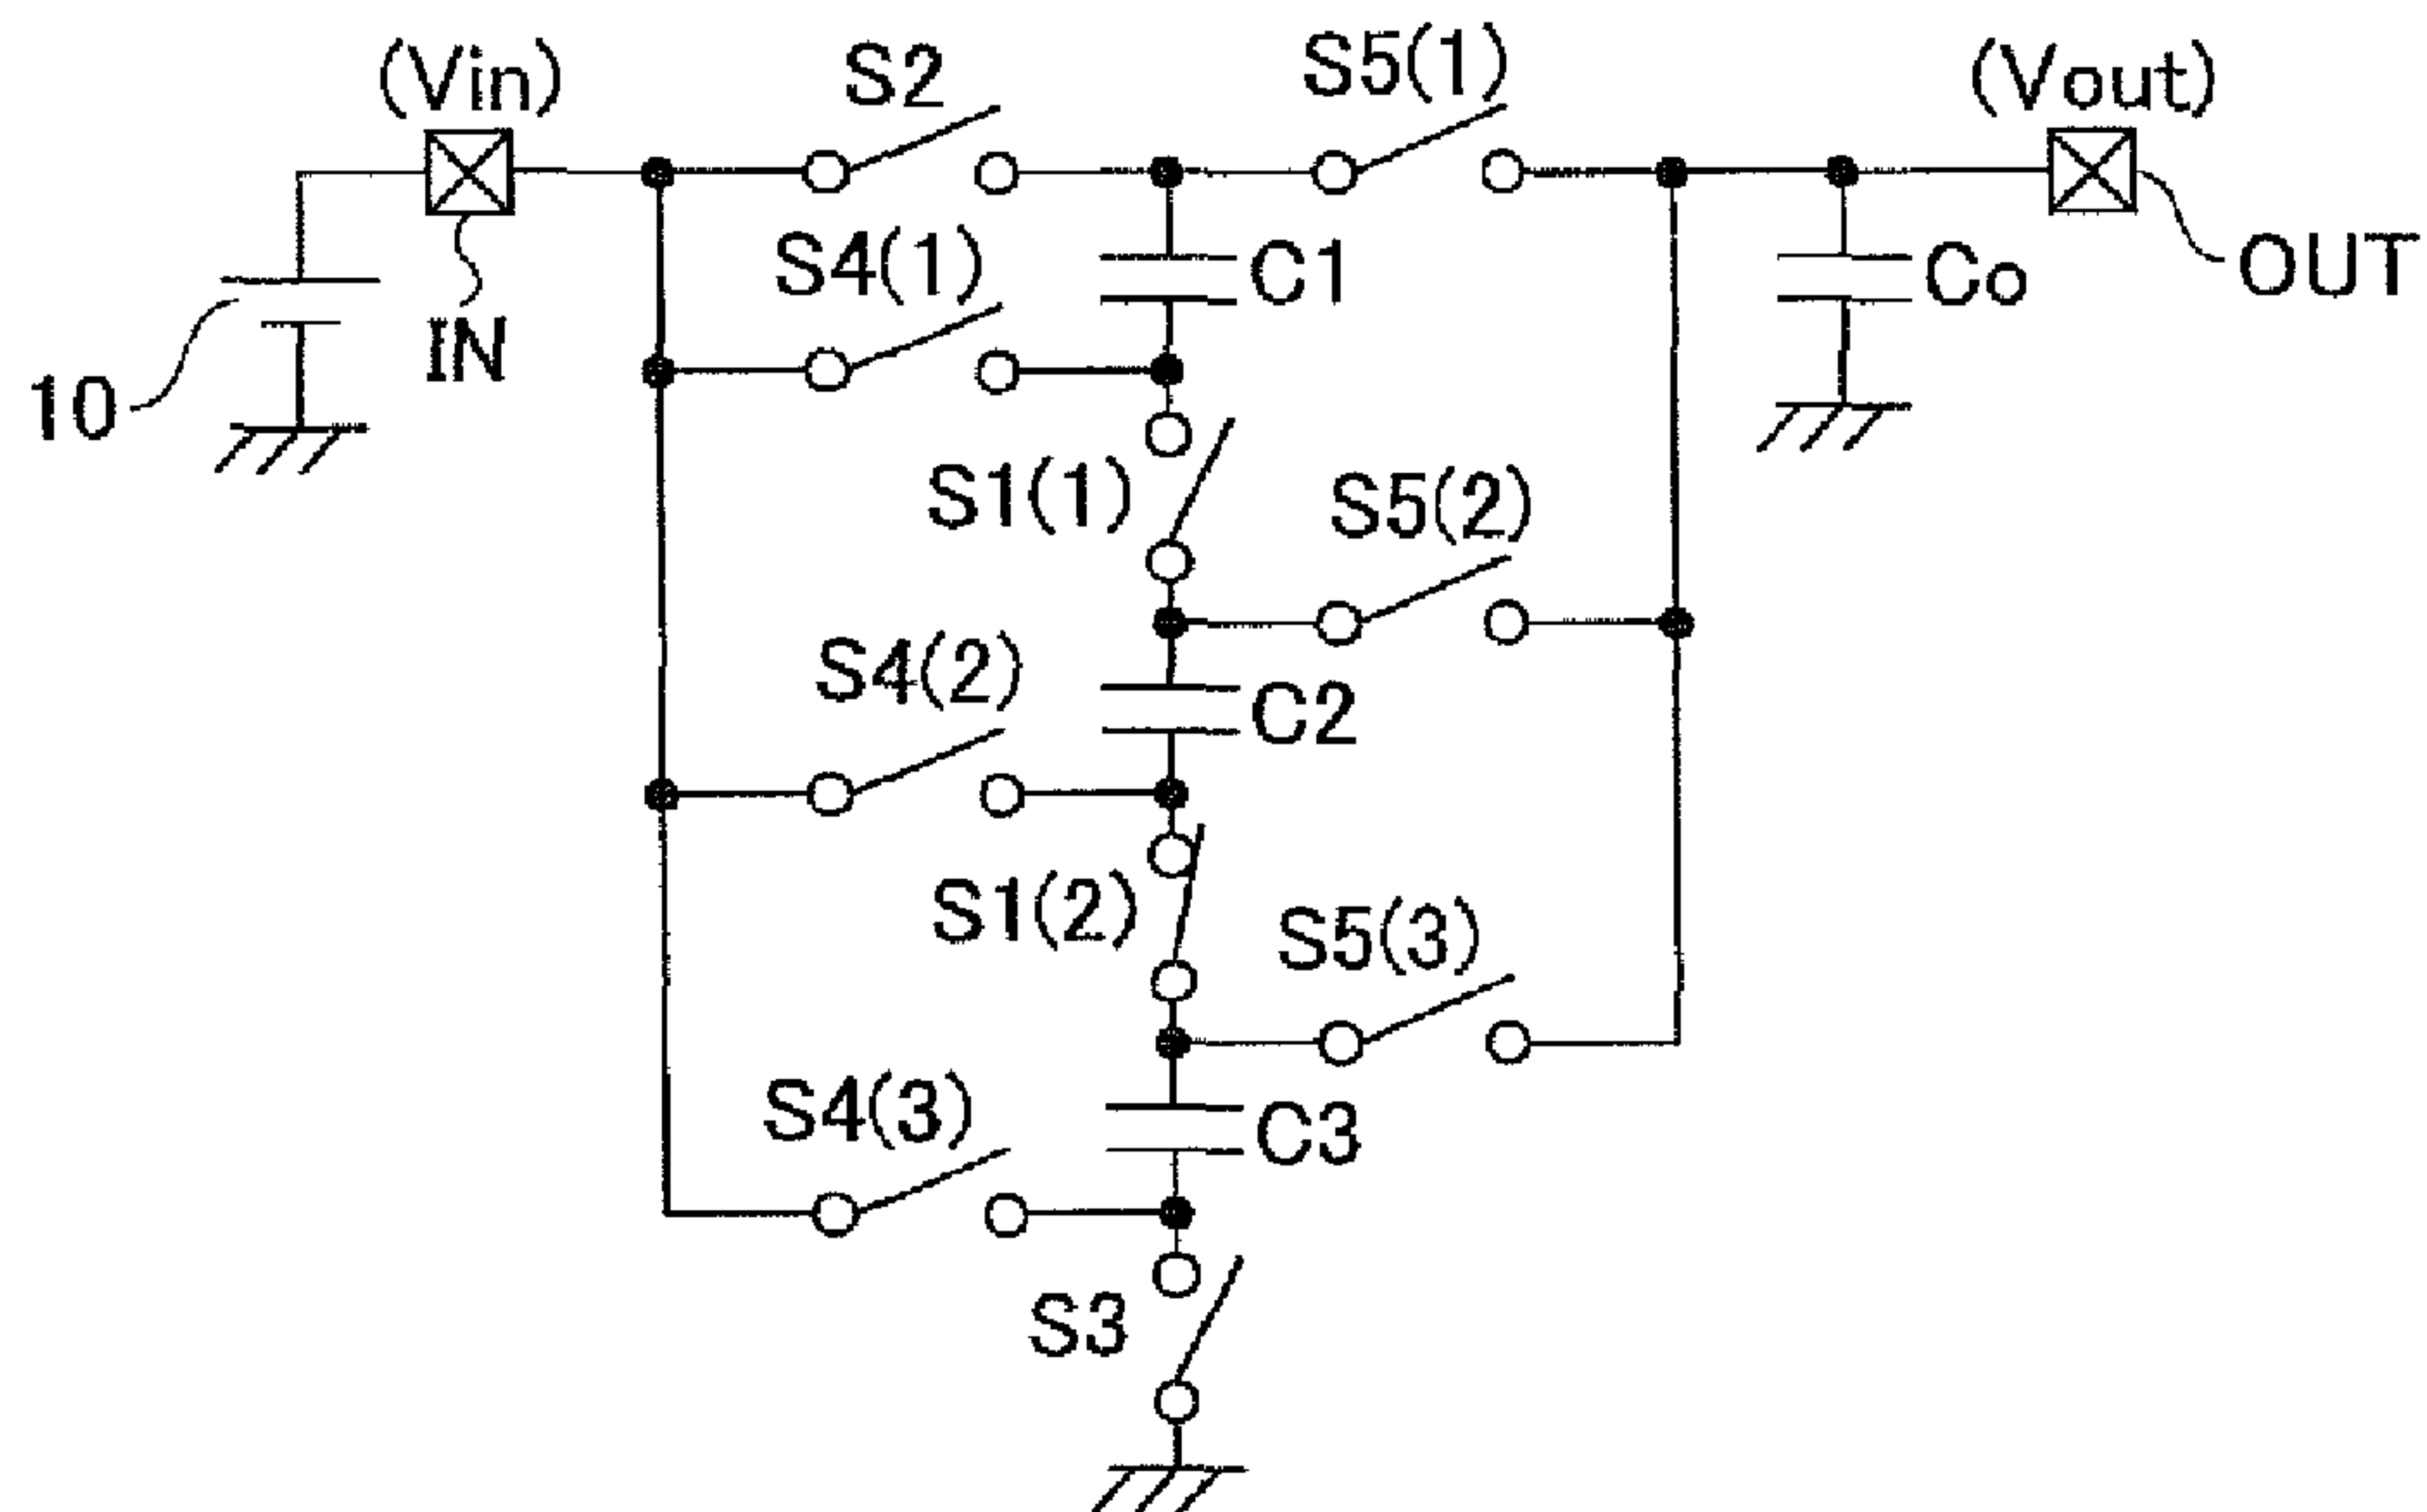 (Vin)
S2
S5(1)
(Vout)
S4(1)
C1
Co
OUT
IN
10
S1(1)
S5(2)
S4(2)
C2
S1(2)
S5(3)
S4(3)
C3
S3